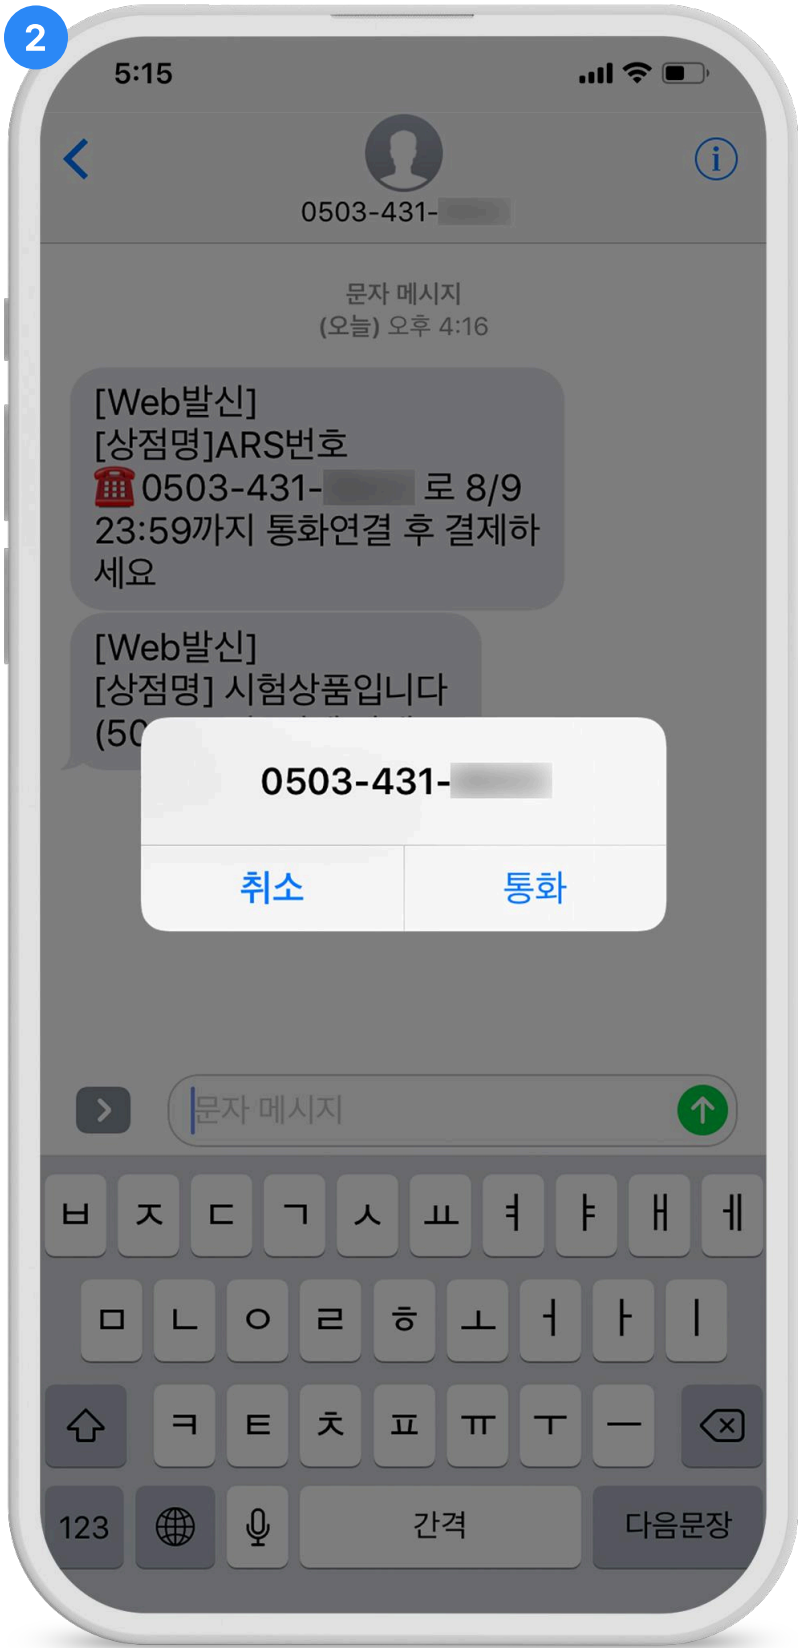 2
5:15
0503-431-
문자 메시지
(오늘) 오후 4:16
[Web발신]
[상점명]ARS번호
☎️0503-431- 로 8/9
23:59까지 통화연결 후 결제하
세요
[Web발신]
[상점명] 시험상품입니다
(50
0503-431-
취소 통화
문자 메시지
ㅂ ㅈ ㄷ ㄱ ㅅ ㅛ ㅕ ㅑ ㅐ ㅔ
ㅁ ㄴ ㅇ ㄹ ㅎ ㅗ ㅓ ㅏ ㅣ
ㅋ ㅌ ㅊ ㅍ ㅠ ㅜ ㅡ
123 간격 다음문장